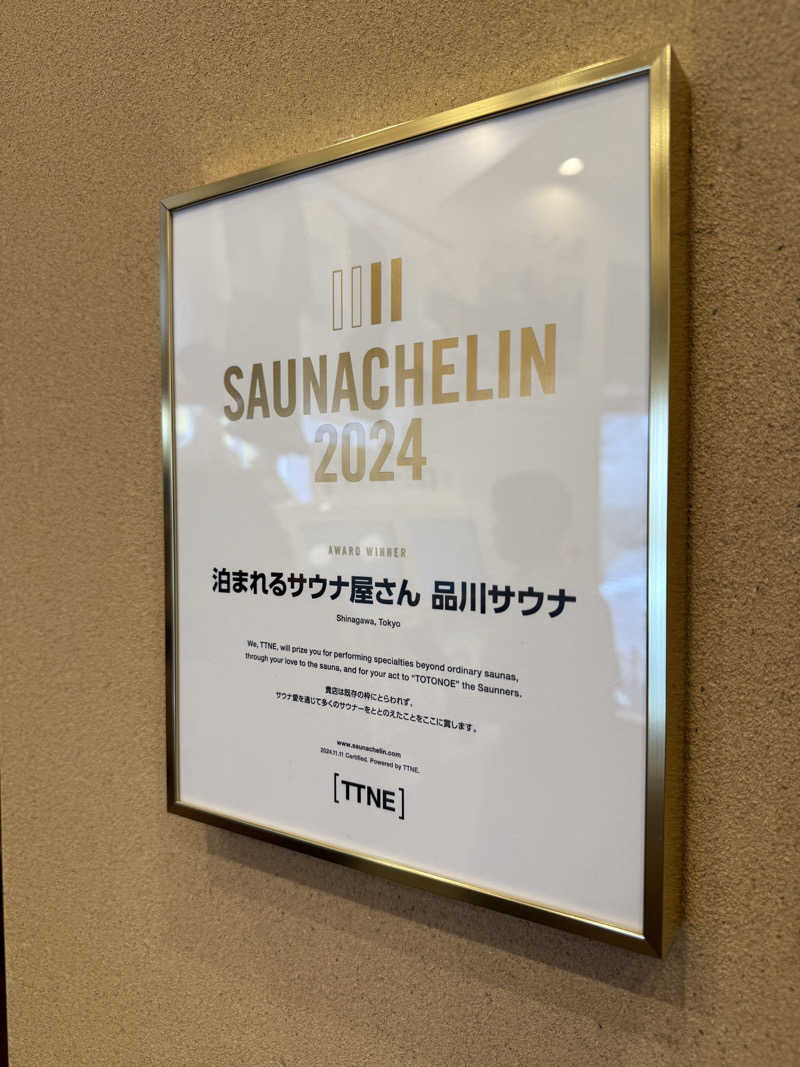 SAUNACHELIN
2024
AWARD WINNER
泊まれるサウナ屋さん 品川サウナ
Shinagawa, Tokyo
We, TTNE, will prize you for performing specialties beyond ordinary saunas,
through your love to the sauna, and for your act to “TOTONOE” the Saunners.
貴店は既存の枠にとらわれず、
サウナ愛を通じて多くのサウナーをととのえたことをここに賞します。
www.saunachelin.com
2024.11.11 Certified. Powered by TTNE.
[TTNE]